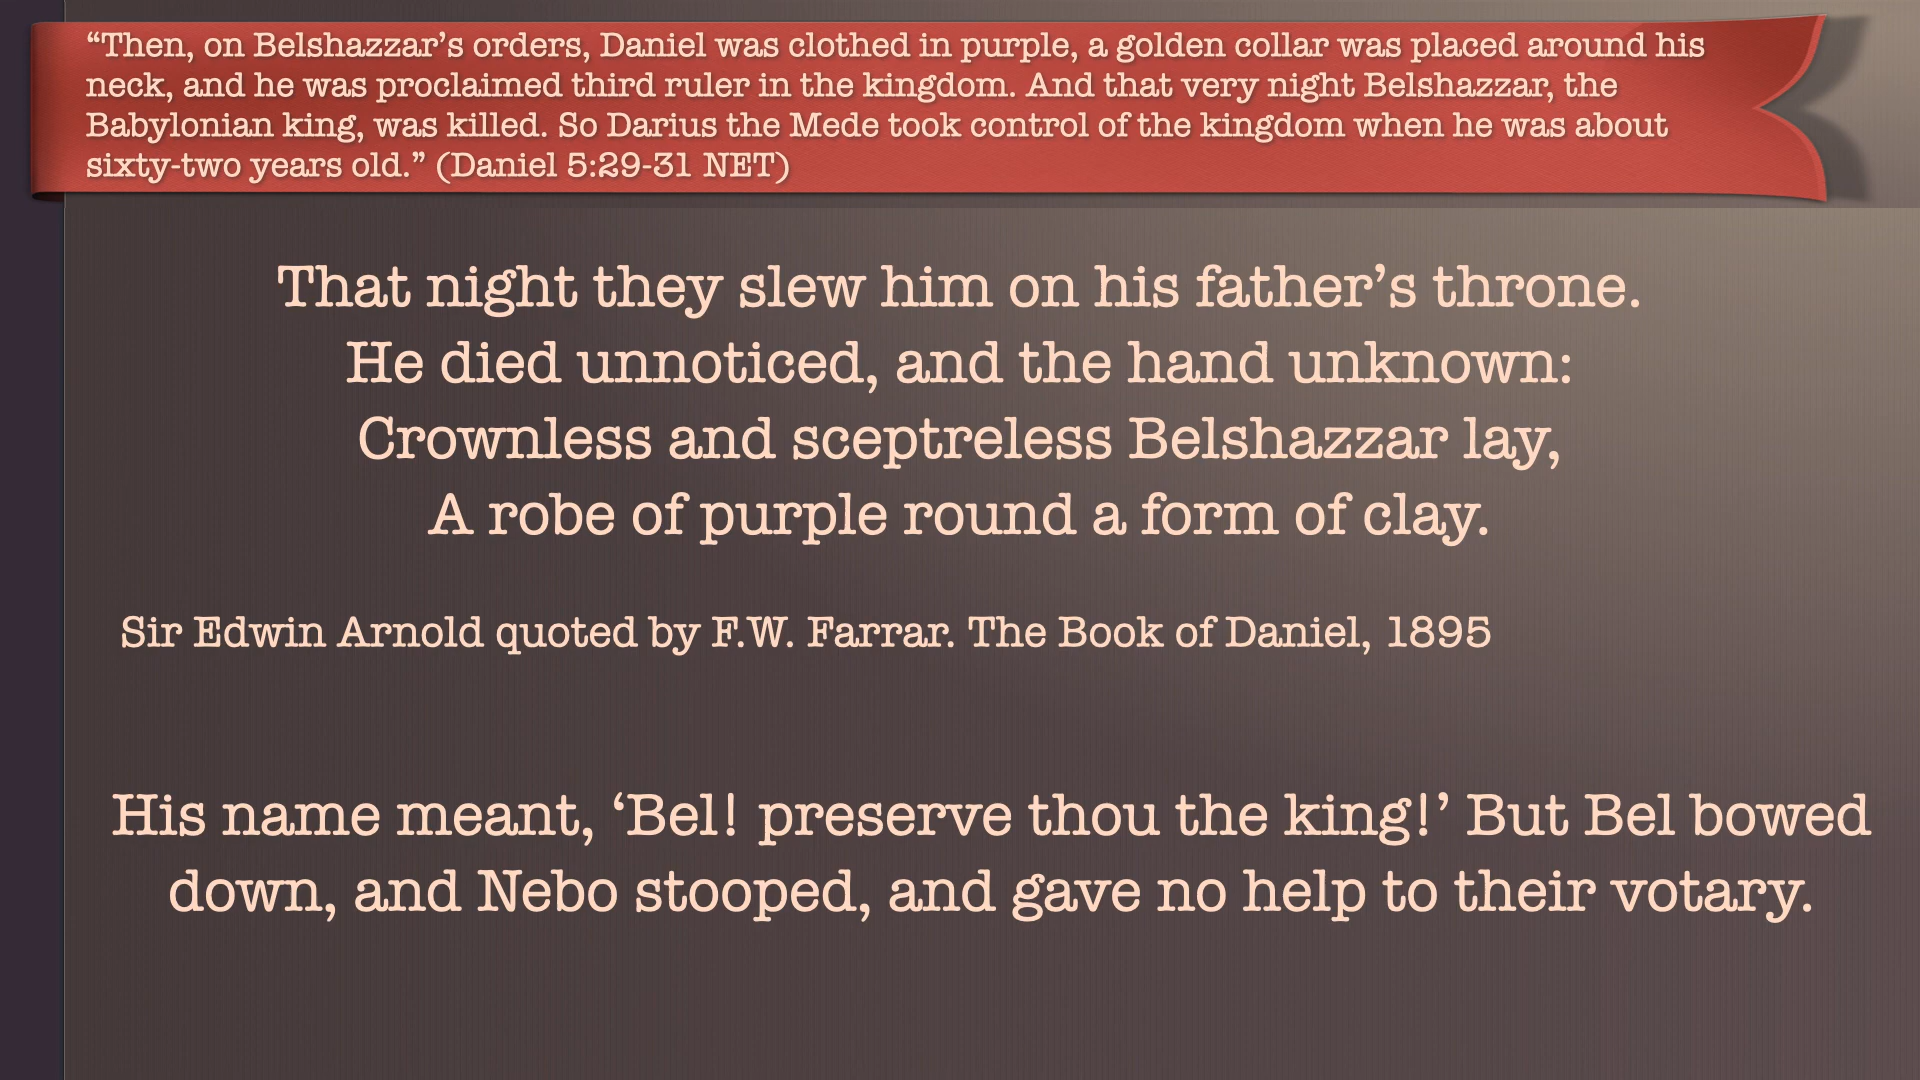 “Then, on Belshazzar’s orders, Daniel was clothed in purple, a golden collar was placed around his
neck, and he was proclaimed third ruler in the kingdom. And that very night Belshazzar, the
Babylonian king, was killed. So Darius the Mede took control of the kingdom when he was about
sixty-two years old.” (Daniel 5:29-31 NET)
That night they slew him on his father’s throne.
He died unnoticed, and the hand unknown:
Crownless and sceptreless Belshazzar lay,
A robe of purple round a form of clay.
Sir Edwin Arnold quoted by F.W. Farrar. The Book of Daniel, 1895
His name meant, ‘Bel! preserve thou the king!’ But Bel bowed
down, and Nebo stooped, and gave no help to their votary.